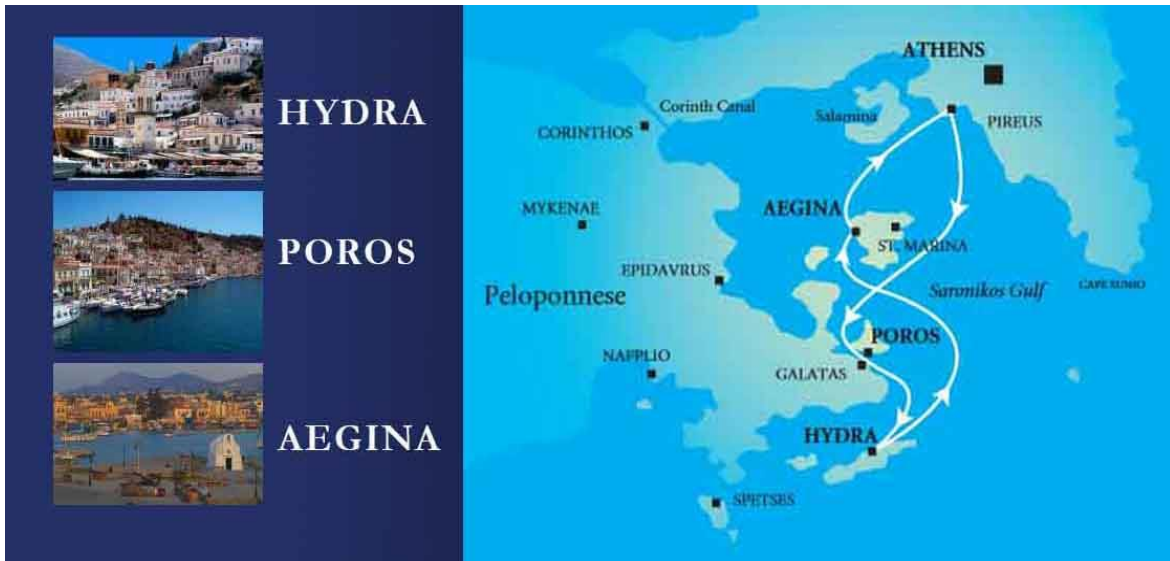 HYDRA
POROS
AEGINA
ATHENS
Corinth Canal
Salamina
PIREUS
CORINTHOS
AEGINA
MYKENAE
ST. MARINA
EPIDAVRUS
Peloponnese
Saronikos Gulf
CAPE SUNIO
POROS
NAFPLIO
GALATAS
HYDRA
SPETSES